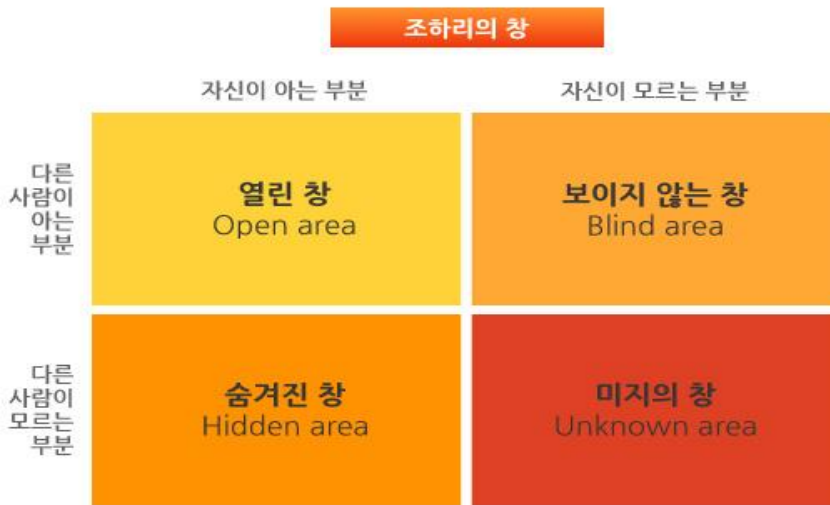 조하리의 창
자신이 아는 부분
자신이 모르는 부분
다른
사람이
아는
부분
열린 창
Open area
보이지 않는 창
Blind area
다른
사람이
모르는
부분
숨겨진 창
Hidden area
미지의 창
Unknown area